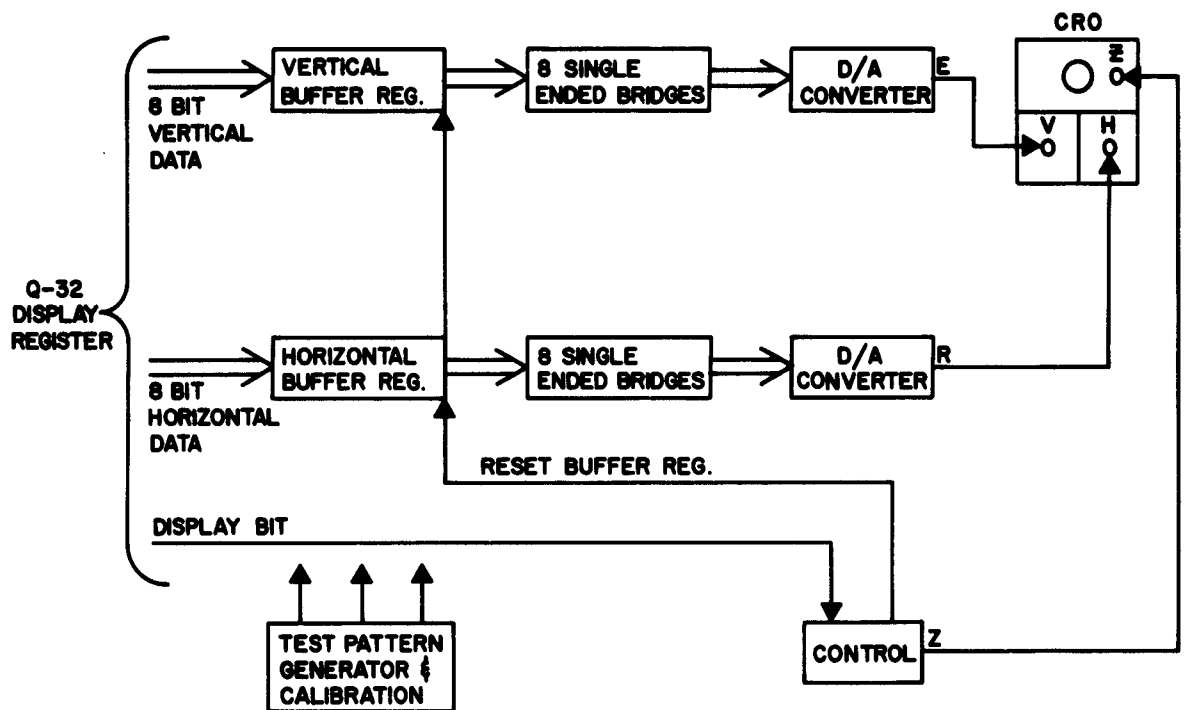 CRO
Z
VERTICAL
BUFFER REG.
8 SINGLE
ENDED BRIDGES
D/A
CONVERTER
E
V
H
8 BIT
VERTICAL
DATA
Q-32
DISPLAY
REGISTER
HORIZONTAL
BUFFER REG.
8 SINGLE
ENDED BRIDGES
D/A
CONVERTER
R
8 BIT
HORIZONTAL
DATA
RESET BUFFER REG.
DISPLAY BIT
TEST PATTERN
GENERATOR &
CALIBRATION
CONTROL
Z